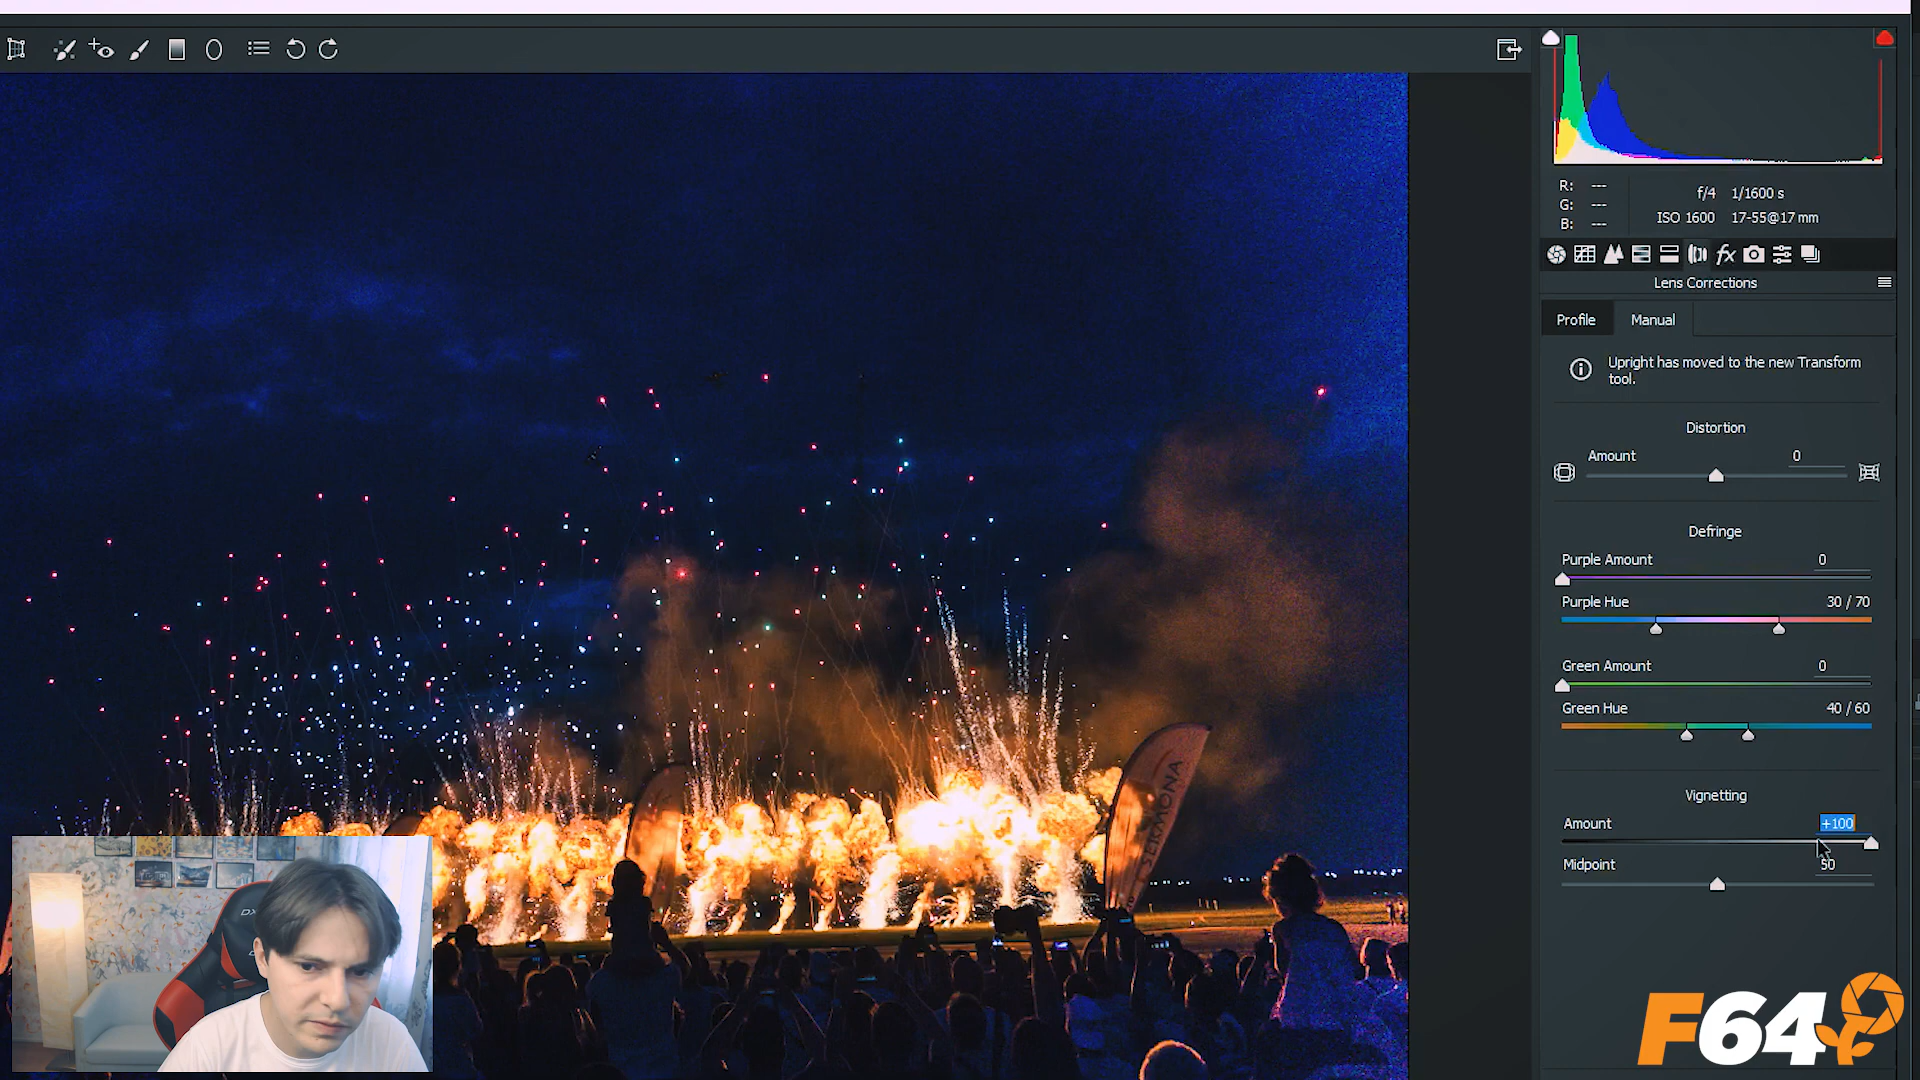 R: ---
G: ---
B: ---
f/4 1/1600 s
ISO 1600 17-55@17 mm
fx
Lens Corrections
Profile Manual
Upright has moved to the new Transform
tool.
Distortion
Amount 0
Defringe
Purple Amount 0
Purple Hue 30 / 70
Green Amount 0
Green Hue 40 / 60
Vignetting
Amount +100
Midpoint 50
DX
F64